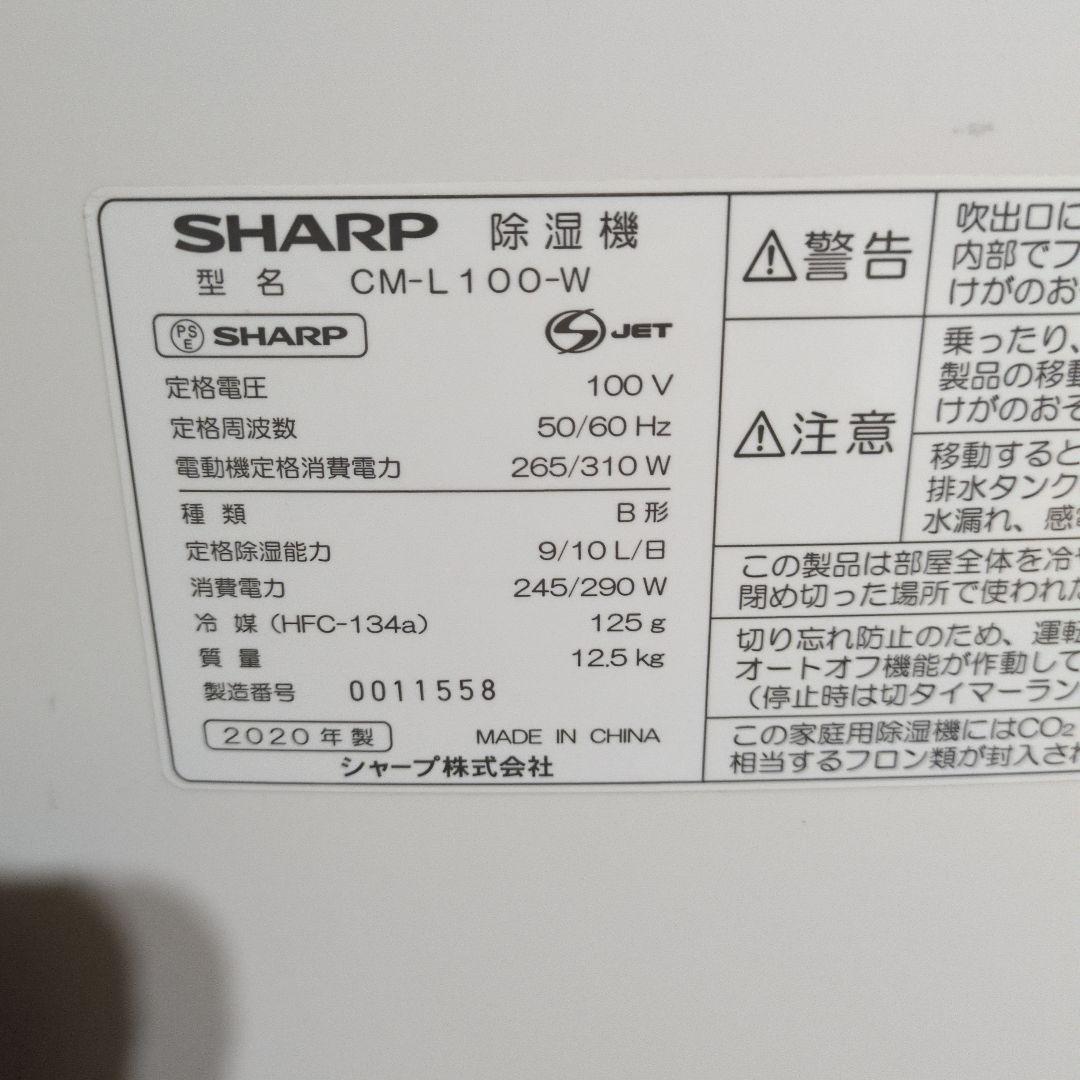 SHARP 除湿機
型名 CM-L100-W
PSE SHARP
S JET
定格電圧 100 V
定格周波数 50/60 Hz
電動機定格消費電力 265/310 W
種類 B形
定格除湿能力 9/10 L/日
消費電力 245/290 W
冷媒（HFC-134a） 125 g
質量 12.5 kg
製造番号 0011558
2020年製 MADE IN CHINA
シャープ株式会社
警告
吹出口に
内部でフ
けがのお
注意
乗ったり、
製品の移動
けがのおそ
移動すると
排水タンク
水漏れ、感
この製品は部屋全体を冷
閉め切った場所で使われた
切り忘れ防止のため、運転
オートオフ機能が作動して
（停止時は切タイマーラン
この家庭用除湿機にはCO2
相当するフロン類が封入され